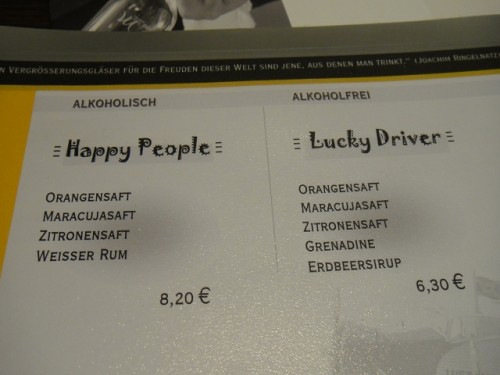 N VERGRÖSSERUNGSGLÄSER FÜR DIE FREUDEN DIESER WELT SIND JENE, AUS DENEN MAN TRINKT." (JOACHIM RINGELNATZ
ALKOHOLISCH
Happy People
ORANGENSAFT
MARACUJASAFT
ZITRONENSAFT
WEISSER RUM
8,20 €
ALKOHOLFREI
Lucky Driver
ORANGENSAFT
MARACUJASAFT
ZITRONENSAFT
GRENADINE
ERDBEERSIRUP
6,30 €